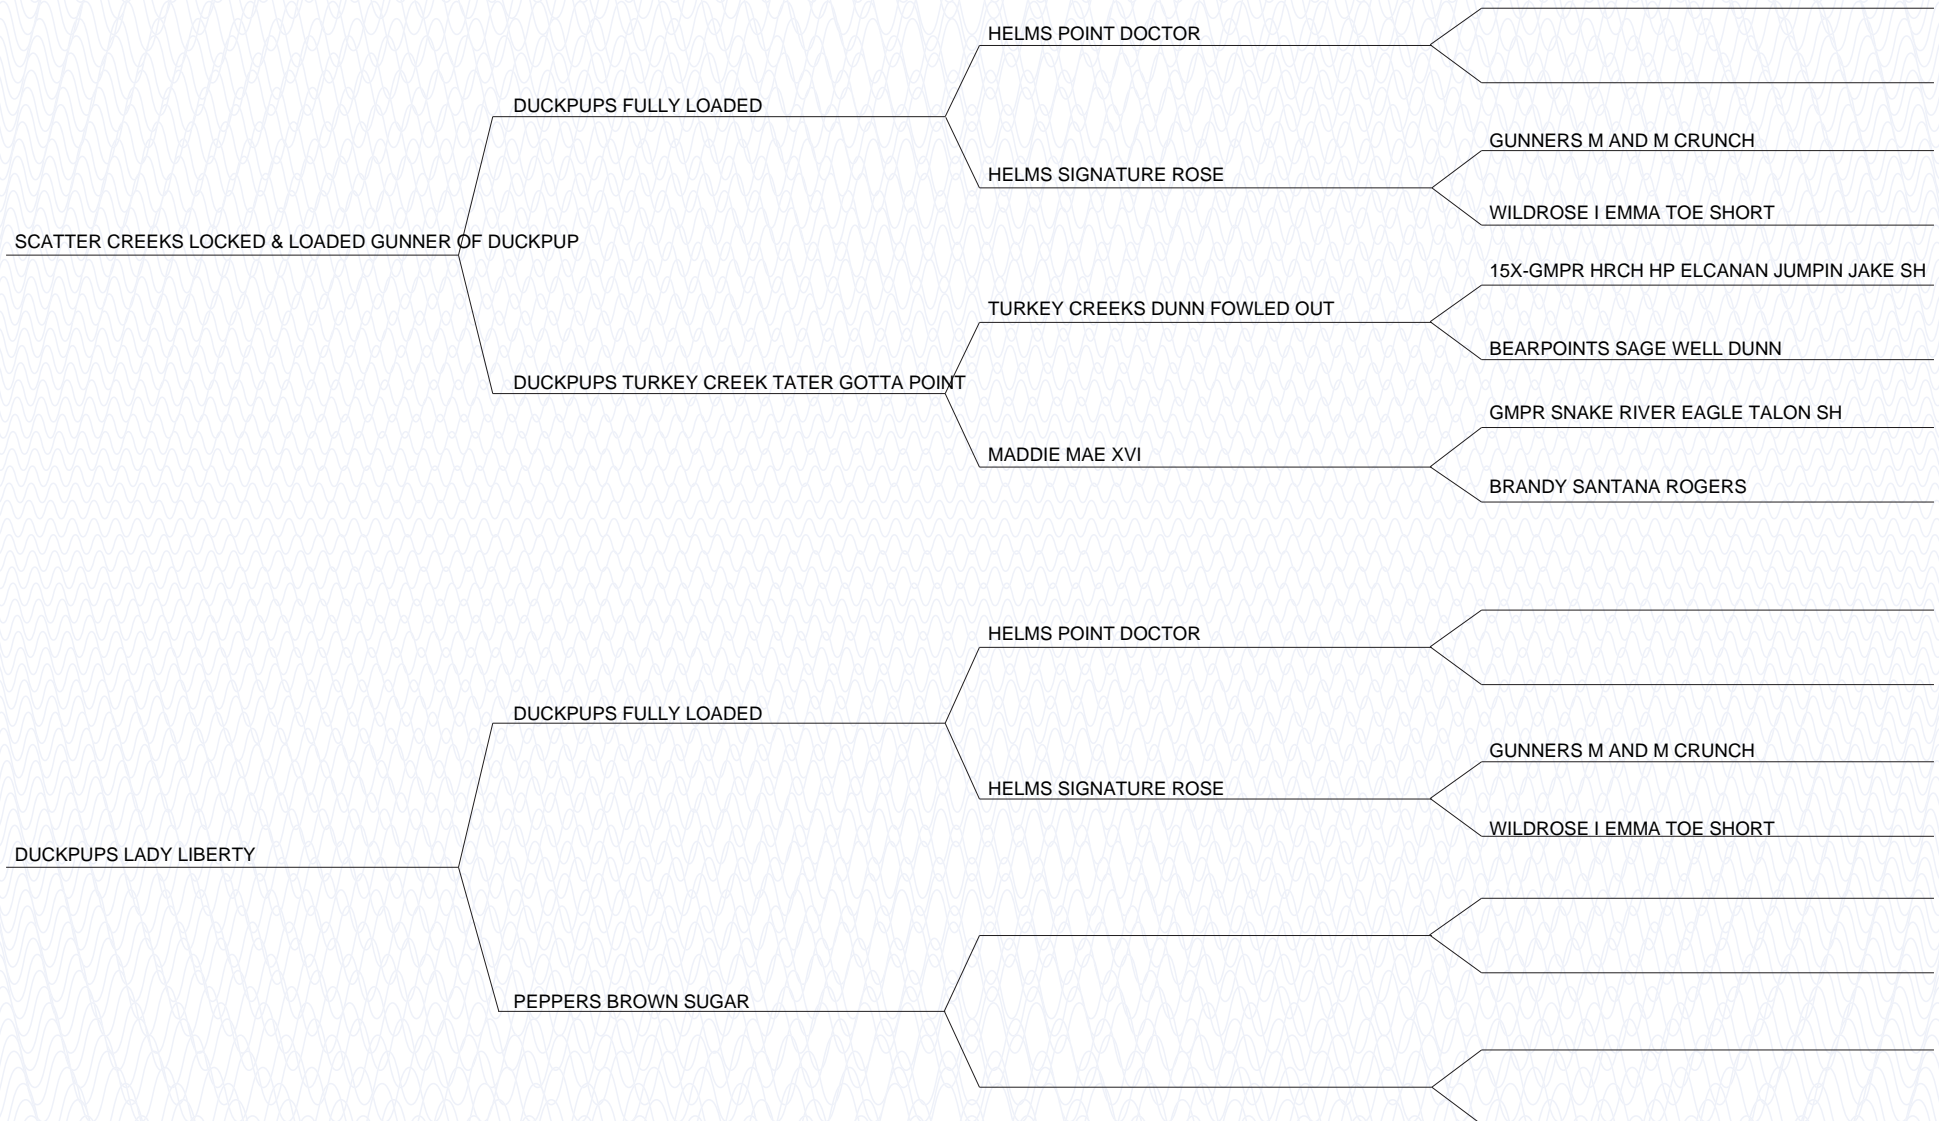 HELMS POINT DOCTOR
DUCKPUPS FULLY LOADED
GUNNERS M AND M CRUNCH
HELMS SIGNATURE ROSE
WILDROSE I EMMA TOE SHORT
SCATTER CREEKS LOCKED & LOADED GUNNER OF DUCKPUP
15X-GMPR HRCH HP ELCANAN JUMPIN JAKE SH
TURKEY CREEKS DUNN FOWLED OUT
BEARPOINTS SAGE WELL DUNN
DUCKPUPS TURKEY CREEK TATER GOTTA POINT
GMPR SNAKE RIVER EAGLE TALON SH
MADDIE MAE XVI
BRANDY SANTANA ROGERS
HELMS POINT DOCTOR
DUCKPUPS FULLY LOADED
GUNNERS M AND M CRUNCH
HELMS SIGNATURE ROSE
WILDROSE I EMMA TOE SHORT
DUCKPUPS LADY LIBERTY
PEPPERS BROWN SUGAR